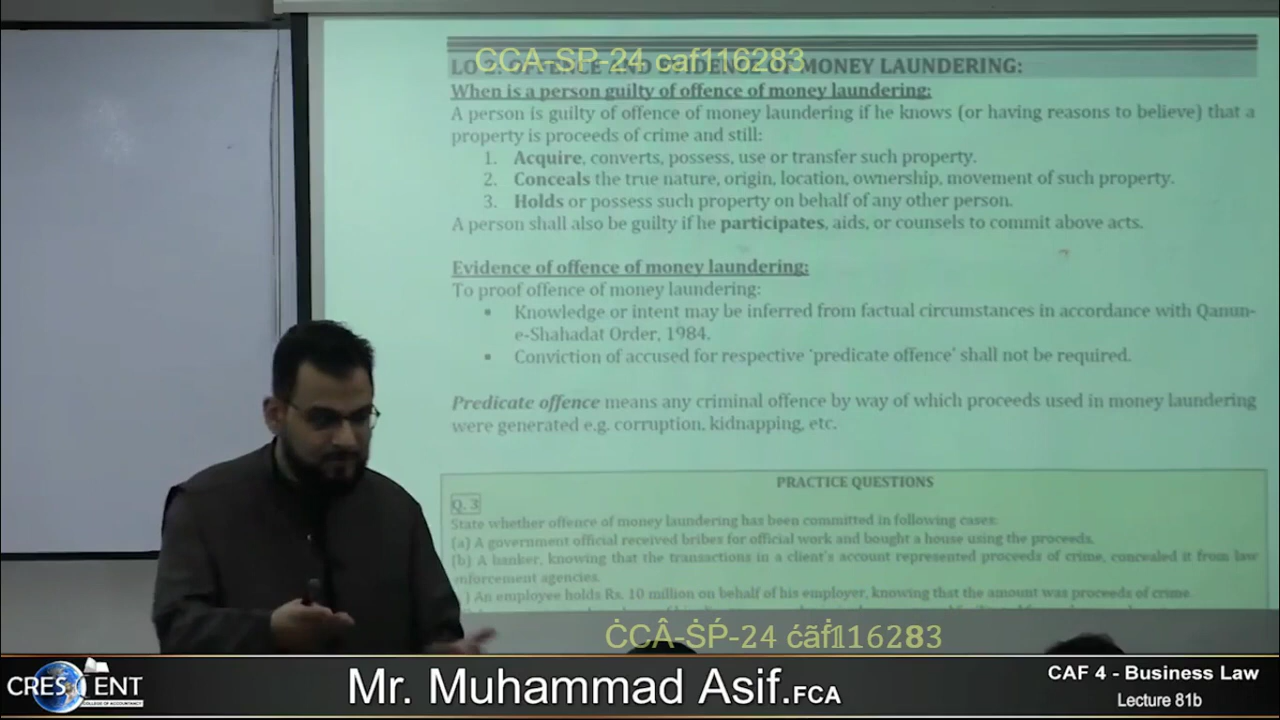 CCA-SP-24 caf116283
MONEY LAUNDERING:
When is a person guilty of offence of money laundering:
A person is guilty of offence of money laundering if he knows (or having reasons to believe) that a
property is proceeds of crime and still:
1. Acquire, converts, possess, use or transfer such property.
2. Conceals the true nature, origin, location, ownership, movement of such property.
3. Holds or possess such property on behalf of any other person.
A person shall also be guilty if he participates, aids, or counsels to commit above acts.
Evidence of offence of money laundering:
To proof offence of money laundering:
▪ Knowledge or intent may be inferred from factual circumstances in accordance with Qanun-
e-Shahadat Order, 1984.
▪ Conviction of accused for respective 'predicate offence' shall not be required.
Predicate offence means any criminal offence by way of which proceeds used in money laundering
were generated e.g. corruption, kidnapping, etc.
PRACTICE QUESTIONS
Q. 3
State whether offence of money laundering has been committed in following cases:
(a) A government official received bribes for official work and bought a house using the proceeds.
(b) A banker, knowing that the transactions in a client's account represented proceeds of crime, concealed it from law
enforcement agencies.
) An employee holds Rs. 10 million on behalf of his employer, knowing that the amount was proceeds of crime.
ĊCÂ-ṠṔ-24 ćãḟ116283
CRESCENT
COLLEGE OF ACCOUNTANCY
Mr. Muhammad Asif.FCA
CAF 4 - Business Law
Lecture 81b